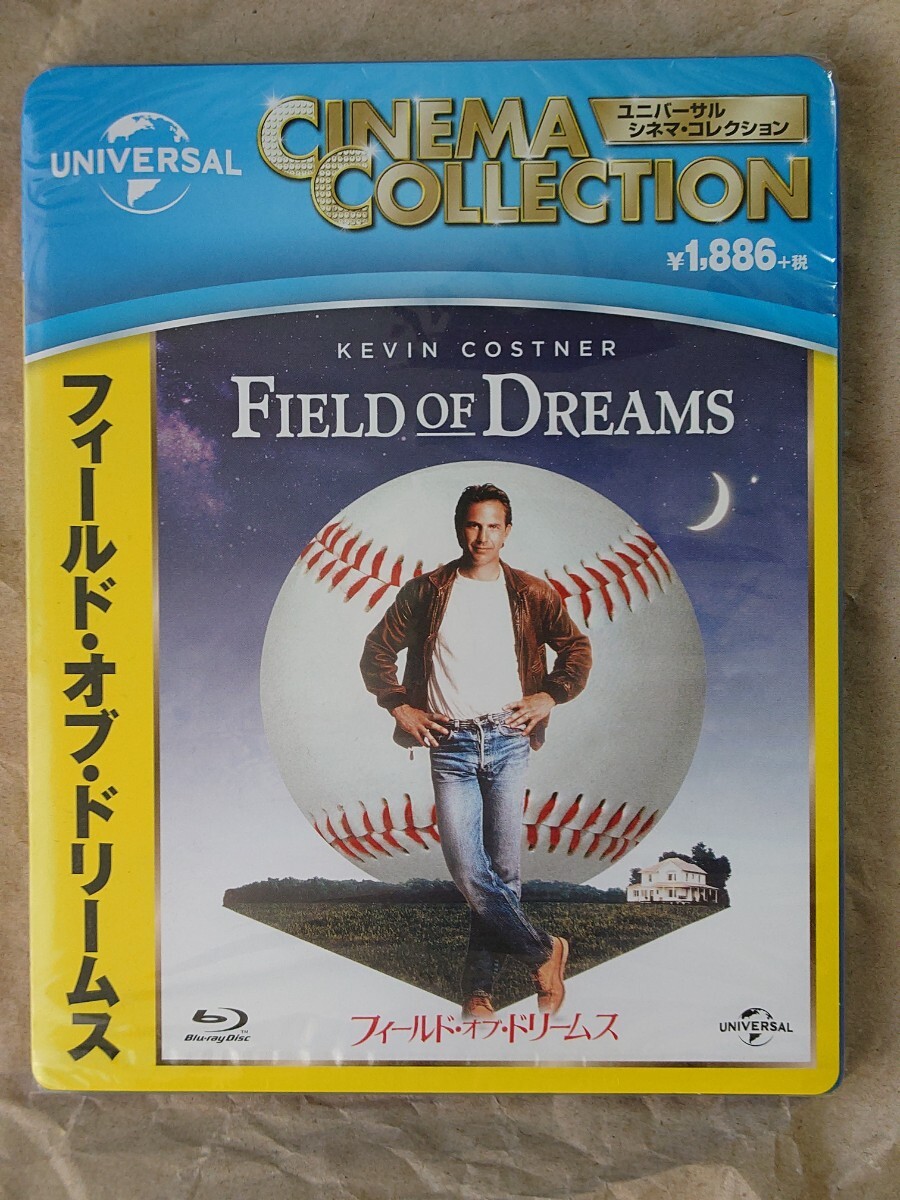 UNIVERSAL
CINEMA
COLLECTION
ユニバーサル
シネマ・コレクション
¥1,886+税
KEVIN COSTNER
FIELD OF DREAMS
フィールド・オブ・ドリームス
Blu-ray Disc™
フィールド・オブ・ドリームス
UNIVERSAL